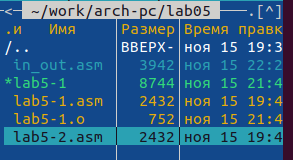 <— ~/work/arch-pc/lab05 —.[^]
.и Имя Размер Время правк
/.. ВВЕРХ- ноя 15 19:3
in_out.asm 3942 ноя 15 22:2
*lab5-1 8744 ноя 15 21:4
lab5-1.asm 2432 ноя 15 19:4
lab5-1.o 752 ноя 15 21:4
lab5-2.asm 2432 ноя 15 19:4